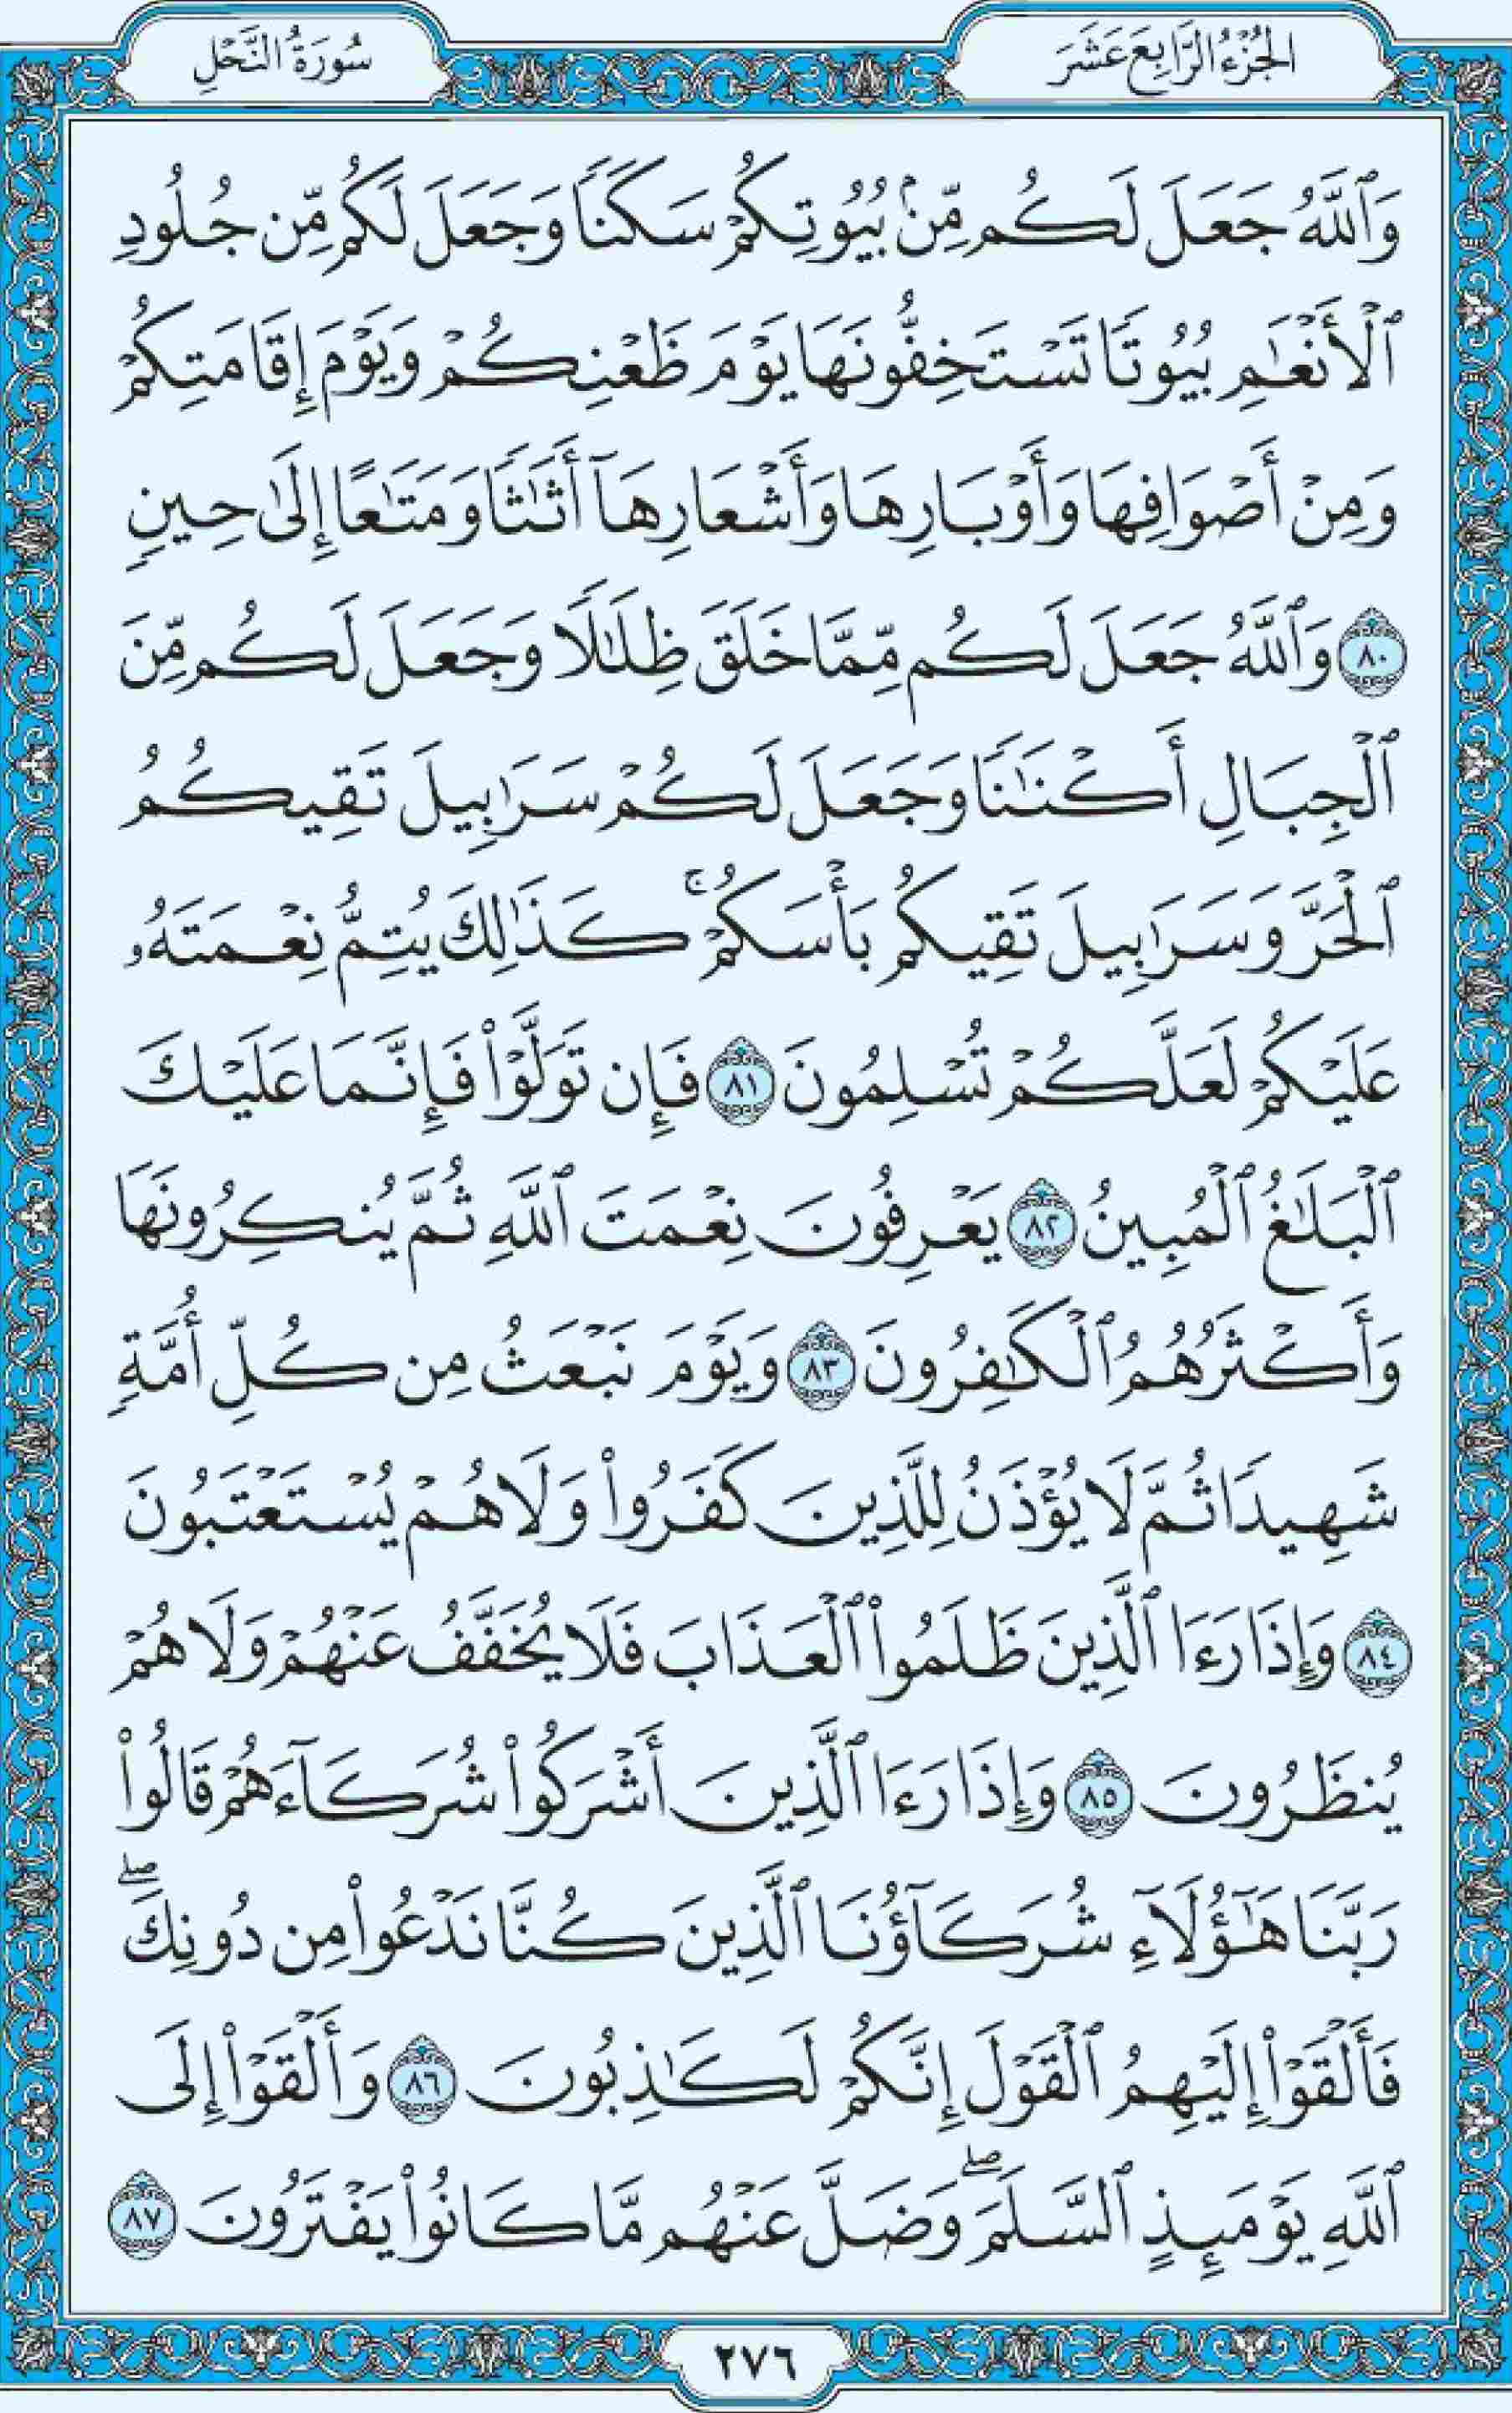 الجُزْءُ الرَّابِعَ عَشَرَ
سُورَةُ النَّحْلِ
وَٱللَّهُ جَعَلَ لَكُم مِّنۢ بُيُوتِكُمْ سَكَنًا وَجَعَلَ لَكُم مِّن جُلُودِ
ٱلْأَنْعَٰمِ بُيُوتًا تَسْتَخِفُّونَهَا يَوْمَ ظَعْنِكُمْ وَيَوْمَ إِقَامَتِكُمْ
وَمِنْ أَصْوَافِهَا وَأَوْبَارِهَا وَأَشْعَارِهَآ أَثَٰثًا وَمَتَٰعًا إِلَىٰ حِينٍ
٨٠ وَٱللَّهُ جَعَلَ لَكُم مِّمَّا خَلَقَ ظِلَٰلًا وَجَعَلَ لَكُم مِّنَ
ٱلْجِبَالِ أَكْنَٰنًا وَجَعَلَ لَكُمْ سَرَٰبِيلَ تَقِيكُمُ
ٱلْحَرَّ وَسَرَٰبِيلَ تَقِيكُم بَأْسَكُمْ ۚ كَذَٰلِكَ يُتِمُّ نِعْمَتَهُۥ
عَلَيْكُمْ لَعَلَّكُمْ تُسْلِمُونَ ٨١ فَإِن تَوَلَّوْا۟ فَإِنَّمَا عَلَيْكَ
ٱلْبَلَٰغُ ٱلْمُبِينُ ٨٢ يَعْرِفُونَ نِعْمَتَ ٱللَّهِ ثُمَّ يُنكِرُونَهَا
وَأَكْثَرُهُمُ ٱلْكَٰفِرُونَ ٨٣ وَيَوْمَ نَبْعَثُ مِن كُلِّ أُمَّةٍ
شَهِيدًا ثُمَّ لَا يُؤْذَنُ لِلَّذِينَ كَفَرُوا۟ وَلَا هُمْ يُسْتَعْتَبُونَ
٨٤ وَإِذَا رَءَا ٱلَّذِينَ ظَلَمُوا۟ ٱلْعَذَابَ فَلَا يُخَفَّفُ عَنْهُمْ وَلَا هُمْ
يُنظَرُونَ ٨٥ وَإِذَا رَءَا ٱلَّذِينَ أَشْرَكُوا۟ شُرَكَآءَهُمْ قَالُوا۟
رَبَّنَا هَٰٓؤُلَآءِ شُرَكَآؤُنَا ٱلَّذِينَ كُنَّا نَدْعُوا۟ مِن دُونِكَ ۖ
فَأَلْقَوْا۟ إِلَيْهِمُ ٱلْقَوْلَ إِنَّكُمْ لَكَٰذِبُونَ ٨٦ وَأَلْقَوْا۟ إِلَى
ٱللَّهِ يَوْمَئِذٍ ٱلسَّلَمَ ۖ وَضَلَّ عَنْهُم مَّا كَانُوا۟ يَفْتَرُونَ ٨٧
٢٧٦